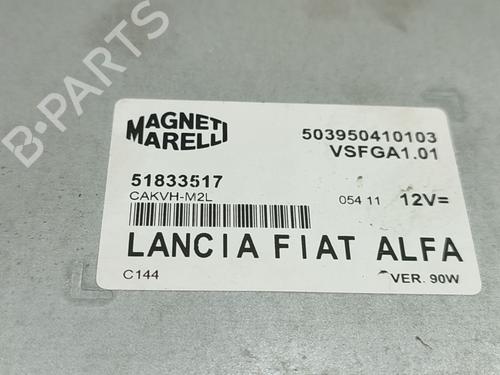 B-PARTS
MAGNETI
MARELLI
503950410103
VSFGA1.01
51833517
CAKVH-M2L
054 11 12V=
LANCIA FIAT ALFA
C144
VER. 90W